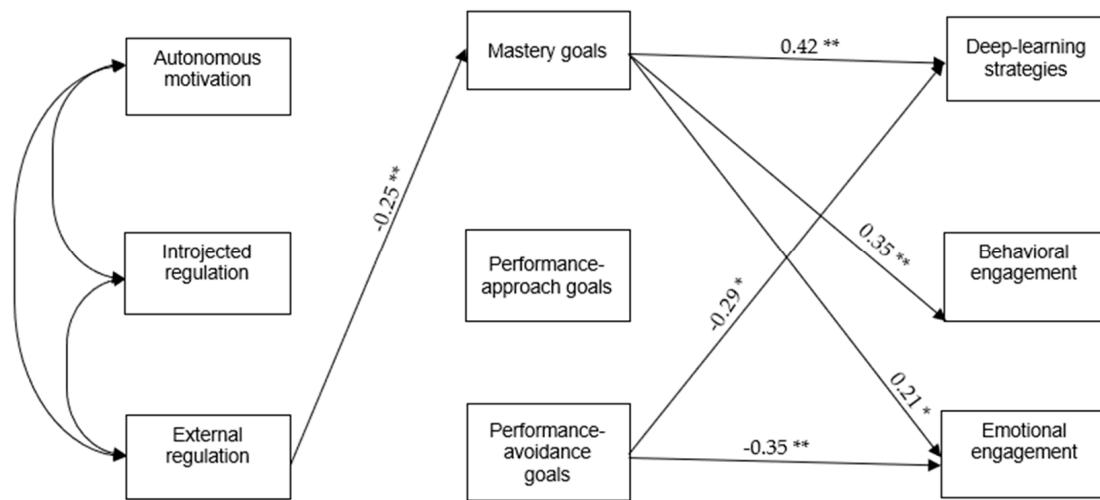 Autonomous
motivation
Introjected
regulation
External
regulation
-0.25 **
Mastery goals
Performance-
approach goals
Performance-
avoidance
goals
0.42 **
0.35 **
-0.29 *
0.21 *
-0.35 **
Deep-learning
strategies
Behavioral
engagement
Emotional
engagement